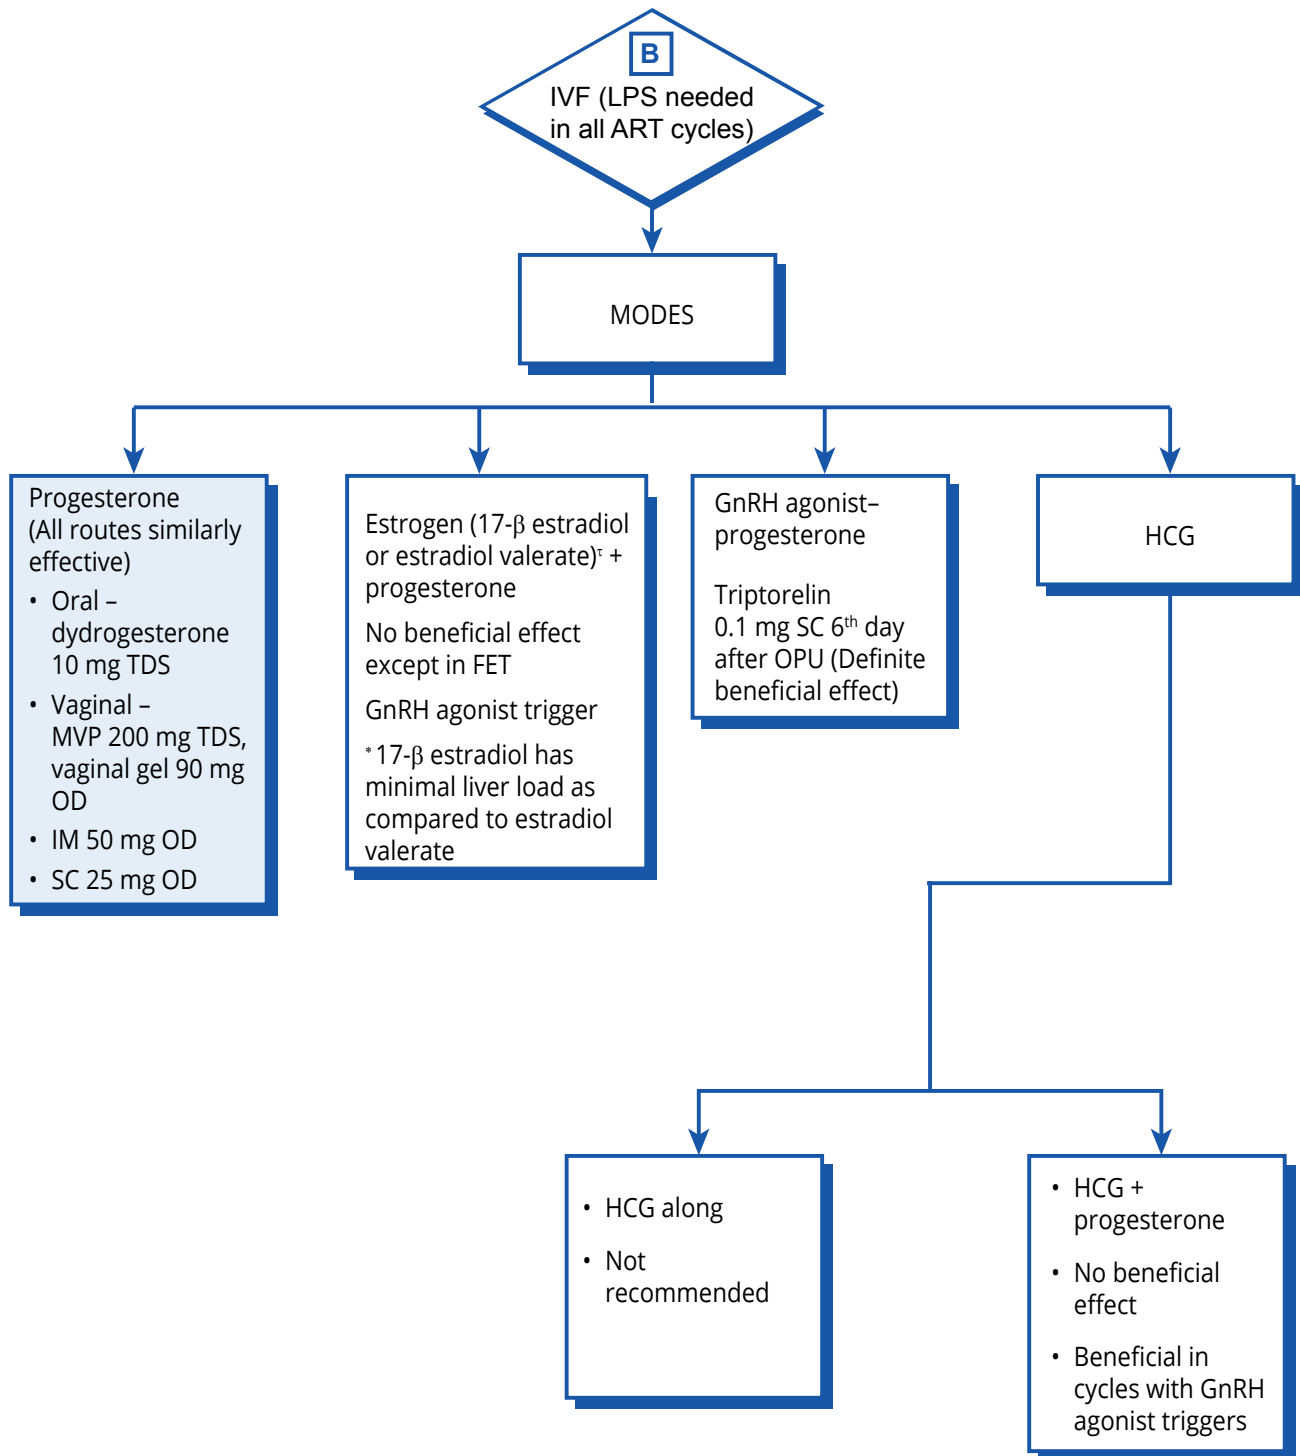 B
IVF (LPS needed
in all ART cycles)
MODES
Progesterone
(All routes similarly
effective)
• Oral –
dydrogesterone
10 mg TDS
• Vaginal –
MVP 200 mg TDS,
vaginal gel 90 mg
OD
• IM 50 mg OD
• SC 25 mg OD
Estrogen (17-β estradiol
or estradiol valerate)τ +
progesterone
No beneficial effect
except in FET
GnRH agonist trigger
*17-β estradiol has
minimal liver load as
compared to estradiol
valerate
GnRH agonist–
progesterone
Triptorelin
0.1 mg SC 6th day
after OPU (Definite
beneficial effect)
HCG
• HCG along
• Not
recommended
• HCG +
progesterone
• No beneficial
effect
• Beneficial in
cycles with GnRH
agonist triggers